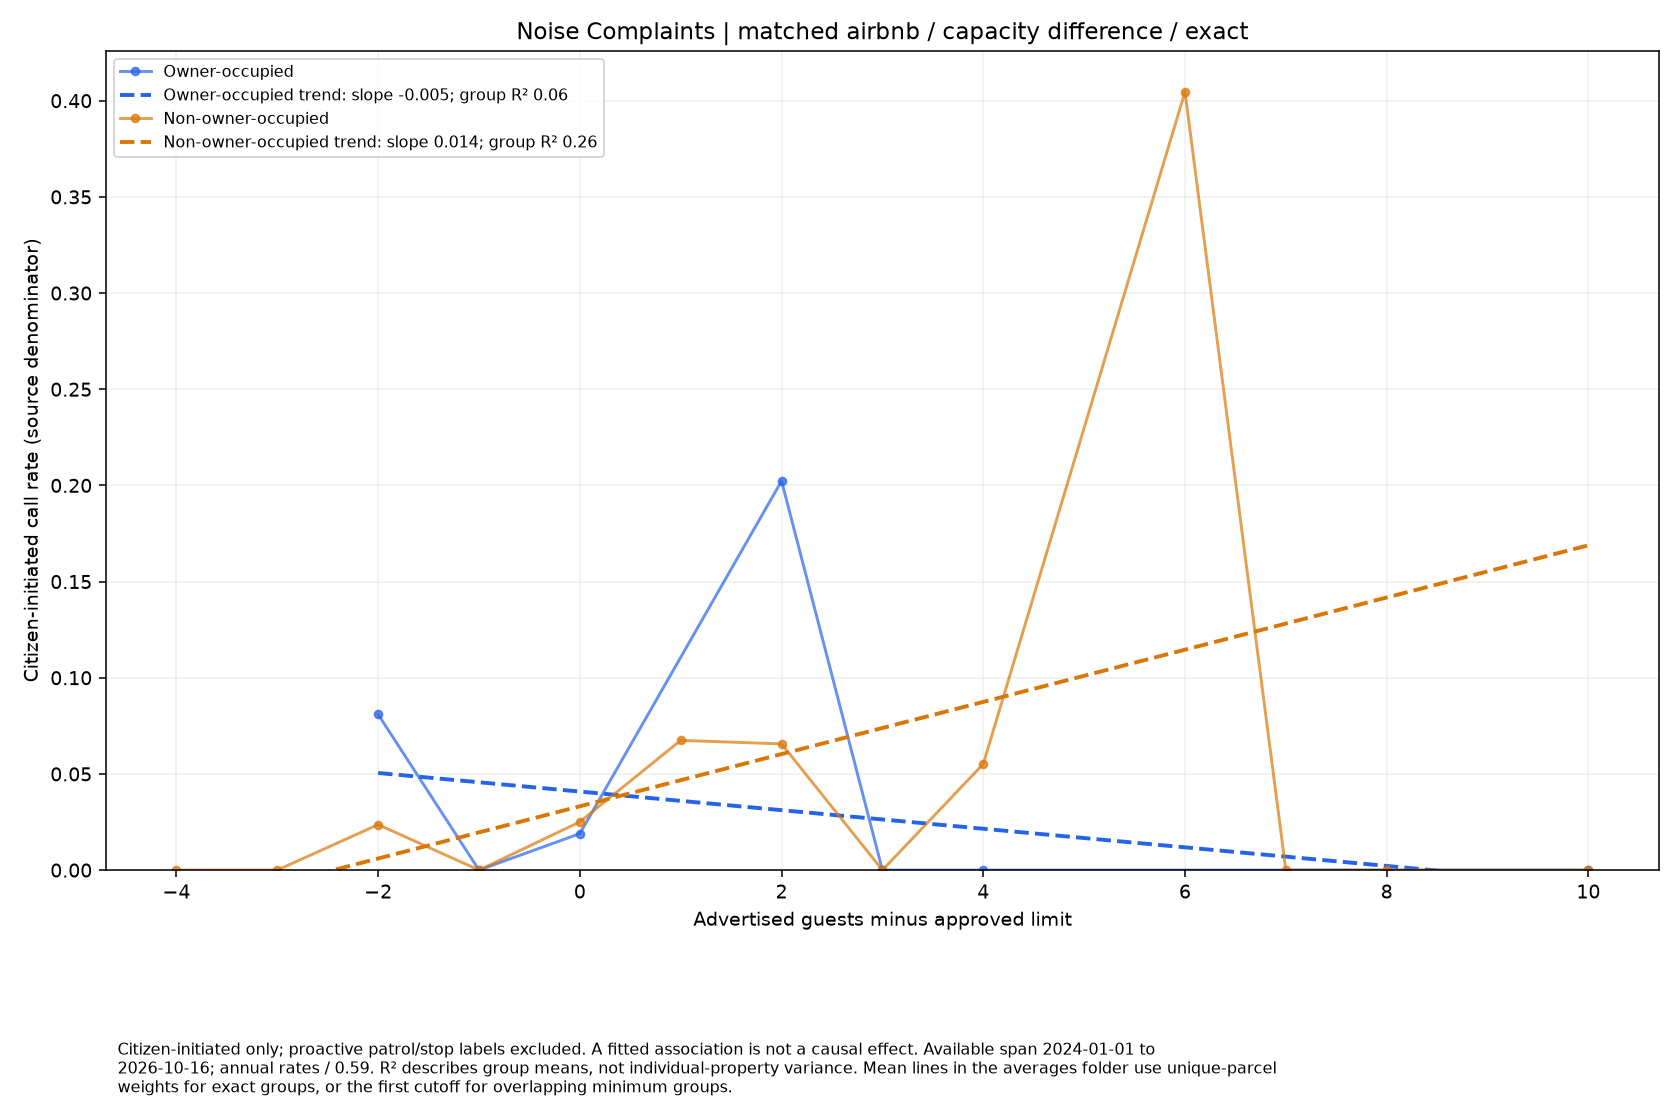 Noise Complaints | matched airbnb / capacity difference / exact
Owner-occupied
Owner-occupied trend: slope -0.005; group R² 0.06
Non-owner-occupied
Non-owner-occupied trend: slope 0.014; group R² 0.26
Citizen-initiated call rate (source denominator)
0.40
0.35
0.30
0.25
0.20
0.15
0.10
0.05
0.00
−4
−2
0
2
4
6
8
10
Advertised guests minus approved limit
Citizen-initiated only; proactive patrol/stop labels excluded. A fitted association is not a causal effect. Available span 2024-01-01 to
2026-10-16; annual rates / 0.59. R² describes group means, not individual-property variance. Mean lines in the averages folder use unique-parcel
weights for exact groups, or the first cutoff for overlapping minimum groups.